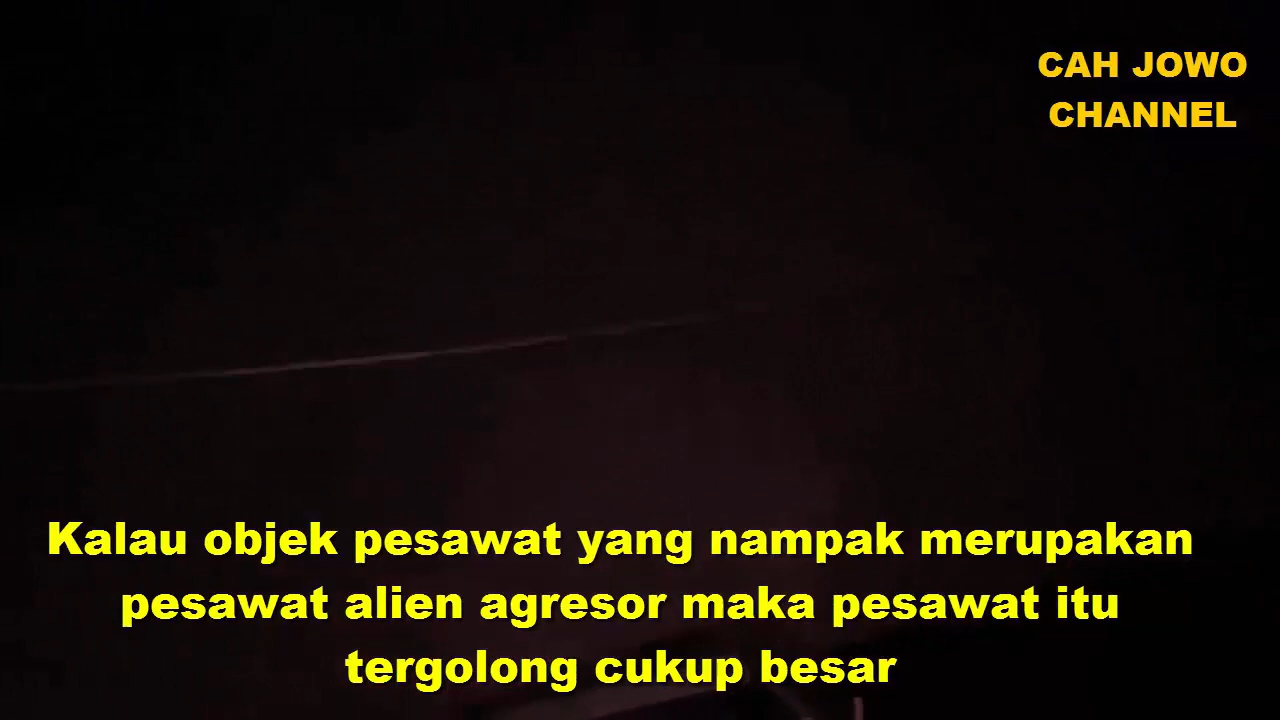 CAH JOWO
CHANNEL
Kalau objek pesawat yang nampak merupakan
pesawat alien agresor maka pesawat itu
tergolong cukup besar